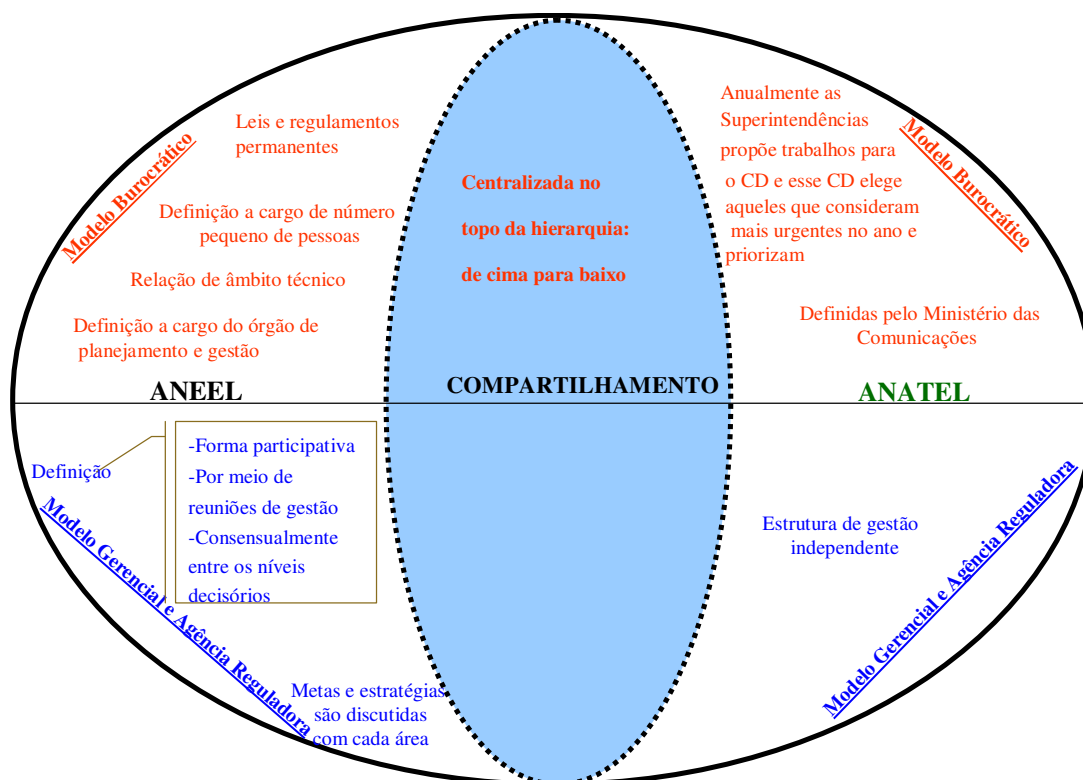 Modelo Burocrático
Leis e regulamentos
permanentes
Definição a cargo de número
pequeno de pessoas
Relação de âmbito técnico
Definição a cargo do órgão de
planejamento e gestão
Centralizada no
topo da hierarquia:
de cima para baixo
Anualmente as
Superintendências
propõe trabalhos para
o CD e esse CD elege
aqueles que consideram
mais urgentes no ano e
priorizam
Modelo Burocrático
Definidas pelo Ministério das
Comunicações
ANEEL
COMPARTILHAMENTO
ANATEL
Definição
-Forma participativa
-Por meio de
reuniões de gestão
-Consensualmente
entre os níveis
decisórios
Modelo Gerencial e Agência Reguladora
Metas e estratégias
são discutidas
com cada área
Estrutura de gestão
independente
Modelo Gerencial e Agência Reguladora